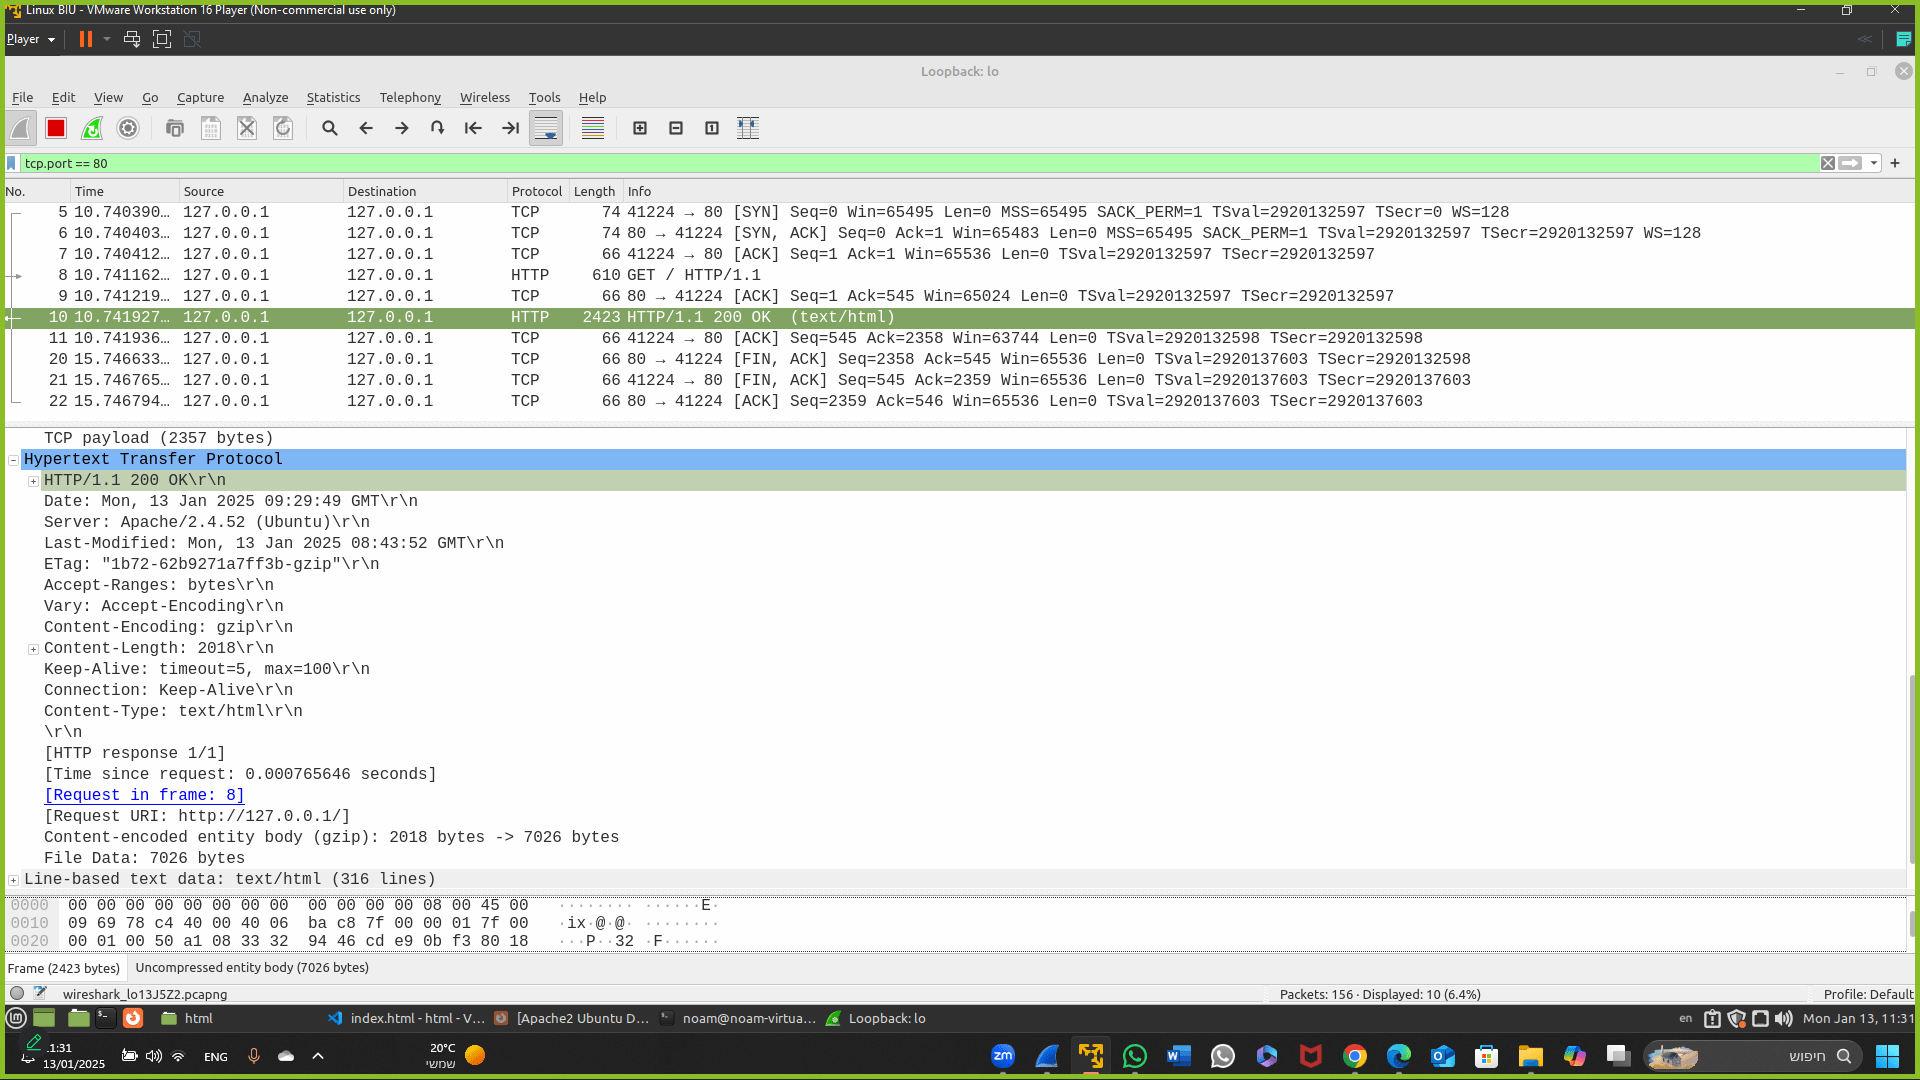 Linux BIU - VMware Workstation 16 Player (Non-commercial use only)
Player
Loopback: lo
File Edit View Go Capture Analyze Statistics Telephony Wireless Tools Help
tcp.port == 80
No. Time Source Destination Protocol Length Info
5 10.740390… 127.0.0.1 127.0.0.1 TCP 74 41224 → 80 [SYN] Seq=0 Win=65495 Len=0 MSS=65495 SACK_PERM=1 TSval=2920132597 TSecr=0 WS=128
6 10.740403… 127.0.0.1 127.0.0.1 TCP 74 80 → 41224 [SYN, ACK] Seq=0 Ack=1 Win=65483 Len=0 MSS=65495 SACK_PERM=1 TSval=2920132597 TSecr=2920132597 WS=128
7 10.740412… 127.0.0.1 127.0.0.1 TCP 66 41224 → 80 [ACK] Seq=1 Ack=1 Win=65536 Len=0 TSval=2920132597 TSecr=2920132597
8 10.741162… 127.0.0.1 127.0.0.1 HTTP 610 GET / HTTP/1.1
9 10.741219… 127.0.0.1 127.0.0.1 TCP 66 80 → 41224 [ACK] Seq=1 Ack=545 Win=65024 Len=0 TSval=2920132597 TSecr=2920132597
10 10.741927… 127.0.0.1 127.0.0.1 HTTP 2423 HTTP/1.1 200 OK  (text/html)
11 10.741936… 127.0.0.1 127.0.0.1 TCP 66 41224 → 80 [ACK] Seq=545 Ack=2358 Win=63744 Len=0 TSval=2920132598 TSecr=2920132598
20 15.746633… 127.0.0.1 127.0.0.1 TCP 66 80 → 41224 [FIN, ACK] Seq=2358 Ack=545 Win=65536 Len=0 TSval=2920137603 TSecr=2920132598
21 15.746765… 127.0.0.1 127.0.0.1 TCP 66 41224 → 80 [FIN, ACK] Seq=545 Ack=2359 Win=65536 Len=0 TSval=2920137603 TSecr=2920137603
22 15.746794… 127.0.0.1 127.0.0.1 TCP 66 80 → 41224 [ACK] Seq=2359 Ack=546 Win=65536 Len=0 TSval=2920137603 TSecr=2920137603
TCP payload (2357 bytes)
Hypertext Transfer Protocol
HTTP/1.1 200 OK\r\n
Date: Mon, 13 Jan 2025 09:29:49 GMT\r\n
Server: Apache/2.4.52 (Ubuntu)\r\n
Last-Modified: Mon, 13 Jan 2025 08:43:52 GMT\r\n
ETag: "1b72-62b9271a7ff3b-gzip"\r\n
Accept-Ranges: bytes\r\n
Vary: Accept-Encoding\r\n
Content-Encoding: gzip\r\n
Content-Length: 2018\r\n
Keep-Alive: timeout=5, max=100\r\n
Connection: Keep-Alive\r\n
Content-Type: text/html\r\n
\r\n
[HTTP response 1/1]
[Time since request: 0.000765646 seconds]
[Request in frame: 8]
[Request URI: http://127.0.0.1/]
Content-encoded entity body (gzip): 2018 bytes -> 7026 bytes
File Data: 7026 bytes
Line-based text data: text/html (316 lines)
0000 00 00 00 00 00 00 00 00 00 00 00 00 08 00 45 00 ········ ······E·
0010 09 69 78 c4 40 00 40 06 ba c8 7f 00 00 01 7f 00 ·ix·@·@· ········
0020 00 01 00 50 a1 08 33 32 94 46 cd e9 0b f3 80 18 ···P··32 ·F······
Frame (2423 bytes) Uncompressed entity body (7026 bytes)
wireshark_lo13J5Z2.pcapng Packets: 156 · Displayed: 10 (6.4%) Profile: Default
html index.html - html - V… [Apache2 Ubuntu D… noam@noam-virtua… Loopback: lo en Mon Jan 13, 11:31
11:31
13/01/2025
ENG
20°C
שמשי
חיפוש